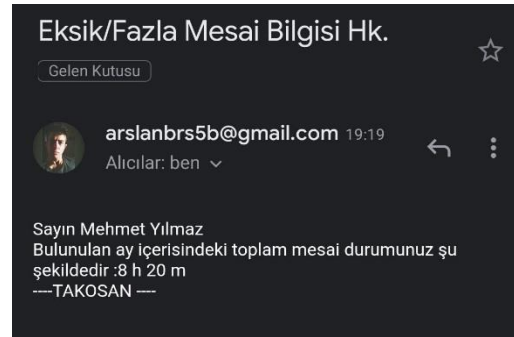 Eksik/Fazla Mesai Bilgisi Hk.
Gelen Kutusu
arslanbrs5b@gmail.com 19:19
Alıcılar: ben
Sayın Mehmet Yılmaz
Bulunulan ay içerisindeki toplam mesai durumunuz şu
şekildedir :8 h 20 m
----TAKOSAN ----